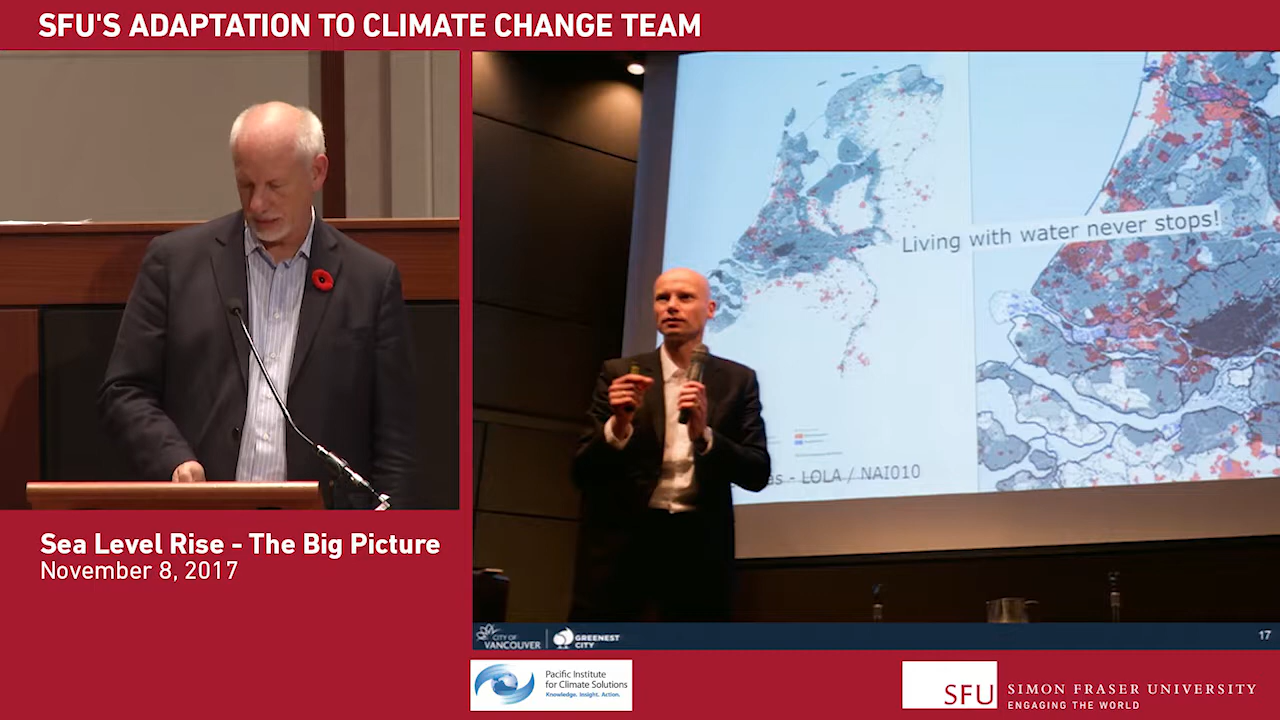 SFU'S ADAPTATION TO CLIMATE CHANGE TEAM
Living with water never stops!
as - LOLA / NAI010
Sea Level Rise - The Big Picture
November 8, 2017
CITY OF
VANCOUVER
GREENEST
CITY
17
Pacific Institute
for Climate Solutions
Knowledge. Insight. Action.
SFU
SIMON FRASER UNIVERSITY
ENGAGING THE WORLD